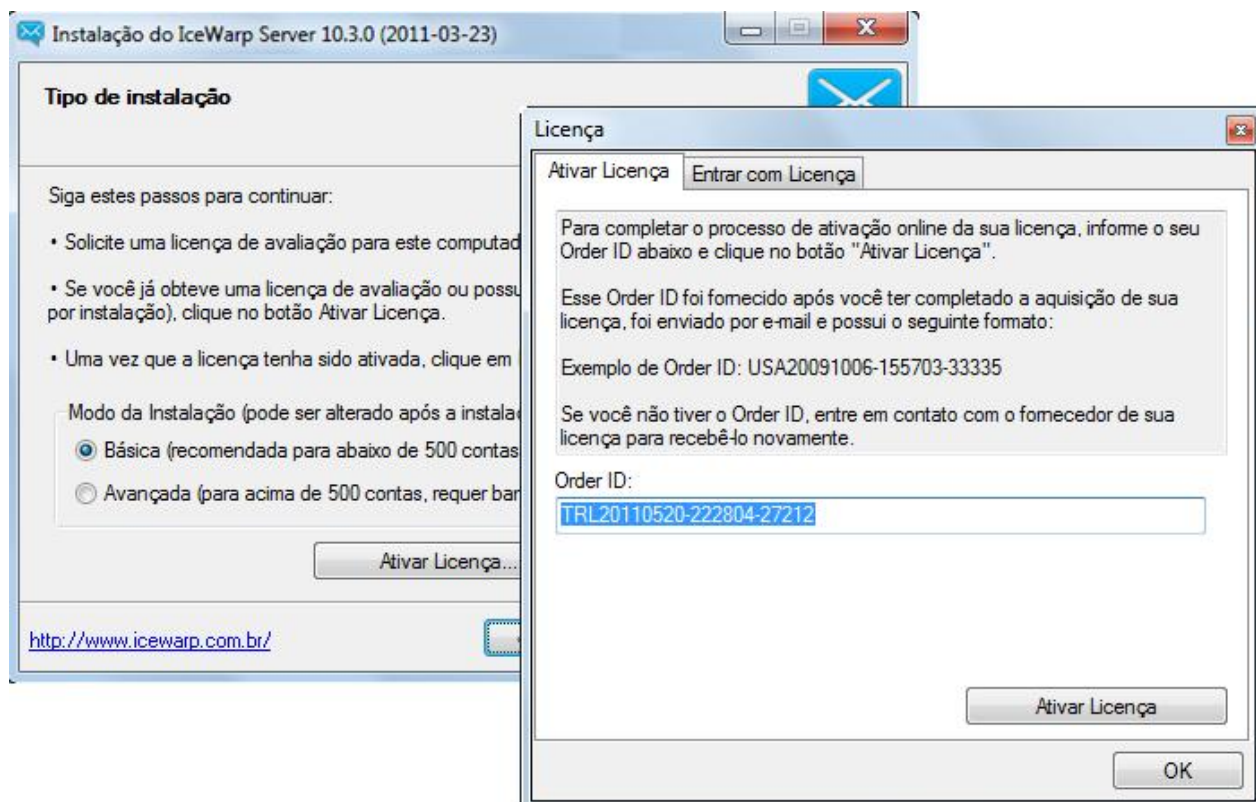 Instalação do IceWarp Server 10.3.0 (2011-03-23)
Tipo de instalação
Siga estes passos para continuar:
• Solicite uma licença de avaliação para este computad
• Se você já obteve uma licença de avaliação ou possu
por instalação), clique no botão Ativar Licença.
• Uma vez que a licença tenha sido ativada, clique em
Modo da Instalação (pode ser alterado após a instalaç
Básica (recomendada para abaixo de 500 contas
Avançada (para acima de 500 contas, requer ban
Ativar Licença...
http://www.icewarp.com.br/
Licença
Ativar Licença
Entrar com Licença
Para completar o processo de ativação online da sua licença, informe o seu
Order ID abaixo e clique no botão "Ativar Licença".
Esse Order ID foi fornecido após você ter completado a aquisição de sua
licença, foi enviado por e-mail e possui o seguinte formato:
Exemplo de Order ID: USA20091006-155703-33335
Se você não tiver o Order ID, entre em contato com o fornecedor de sua
licença para recebê-lo novamente.
Order ID:
TRL20110520-222804-27212
Ativar Licença
OK